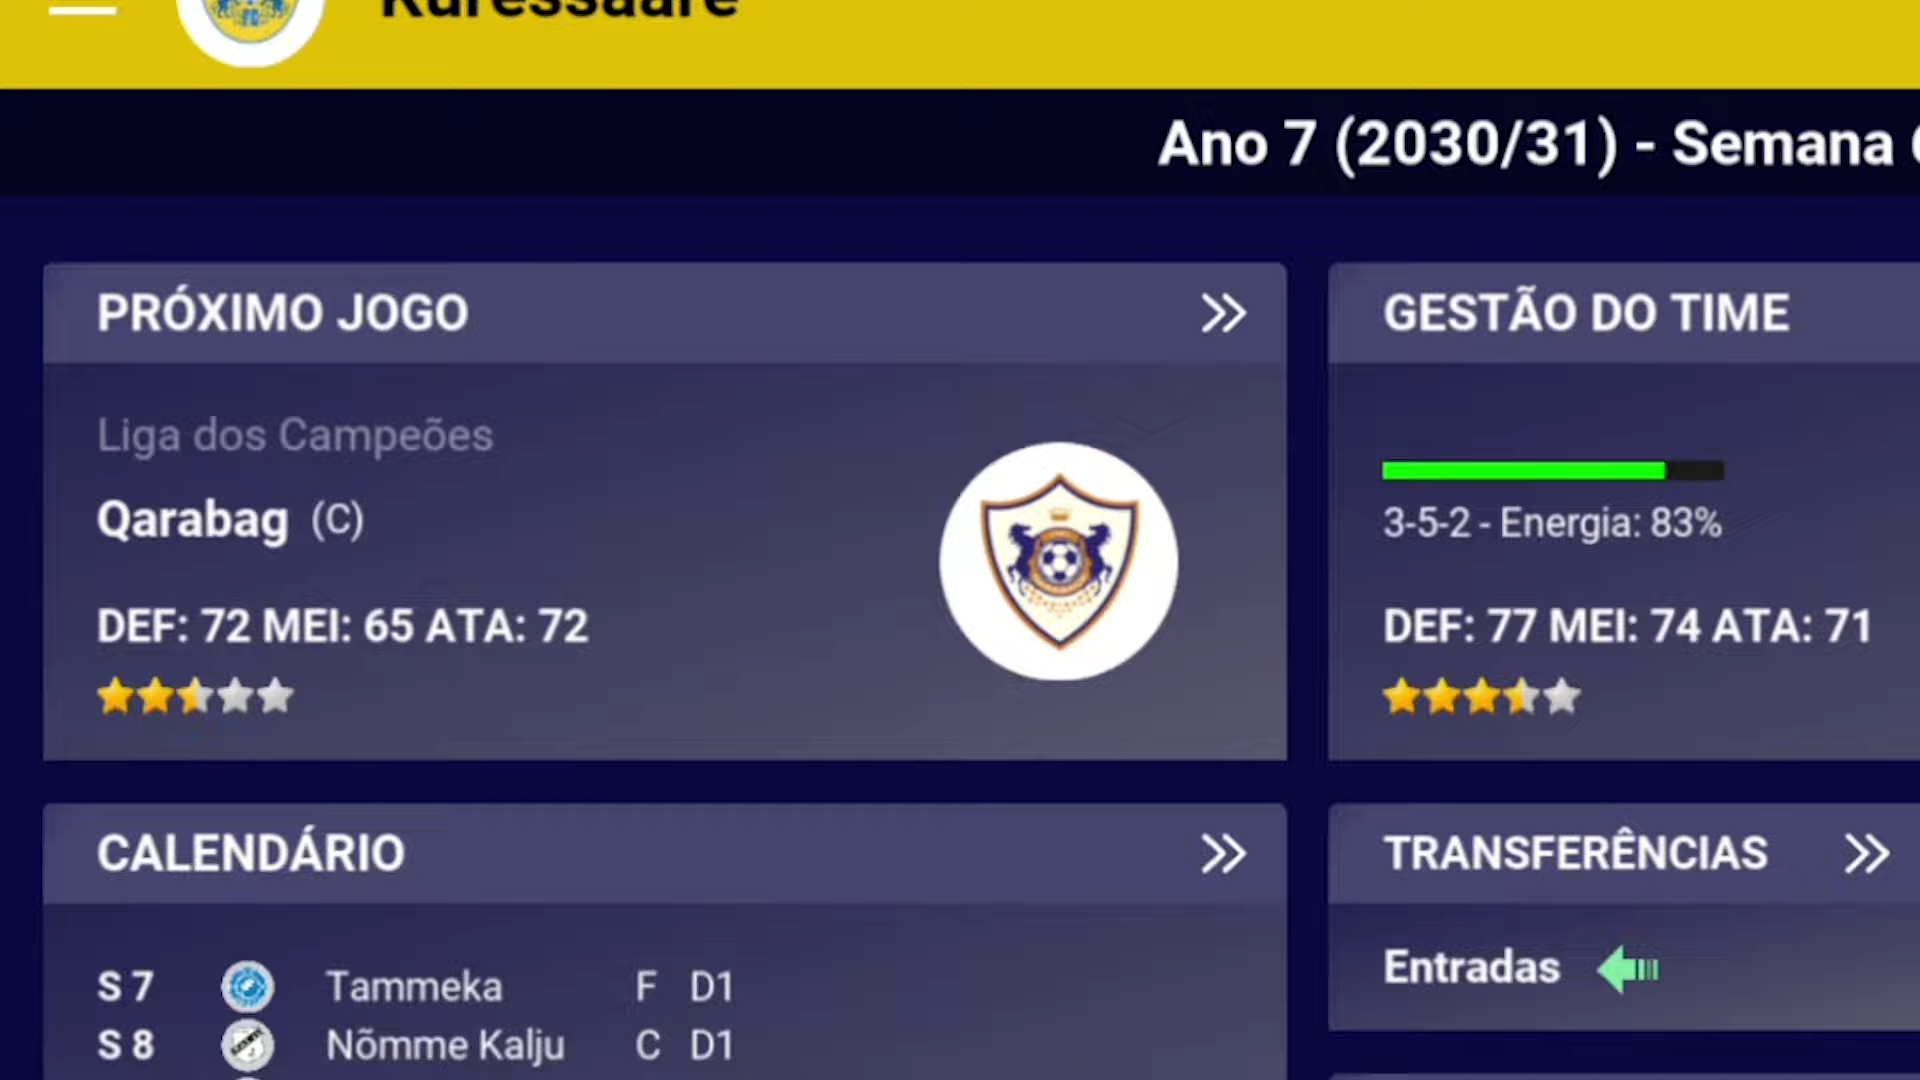 Kuressaare
Ano 7 (2030/31) - Semana
PRÓXIMO JOGO
Liga dos Campeões
Qarabag (C)
DEF: 72 MEI: 65 ATA: 72
GESTÃO DO TIME
3-5-2 - Energia: 83%
DEF: 77 MEI: 74 ATA: 71
CALENDÁRIO
S 7 Tammeka F D1
S 8 Nõmme Kalju C D1
TRANSFERÊNCIAS
Entradas